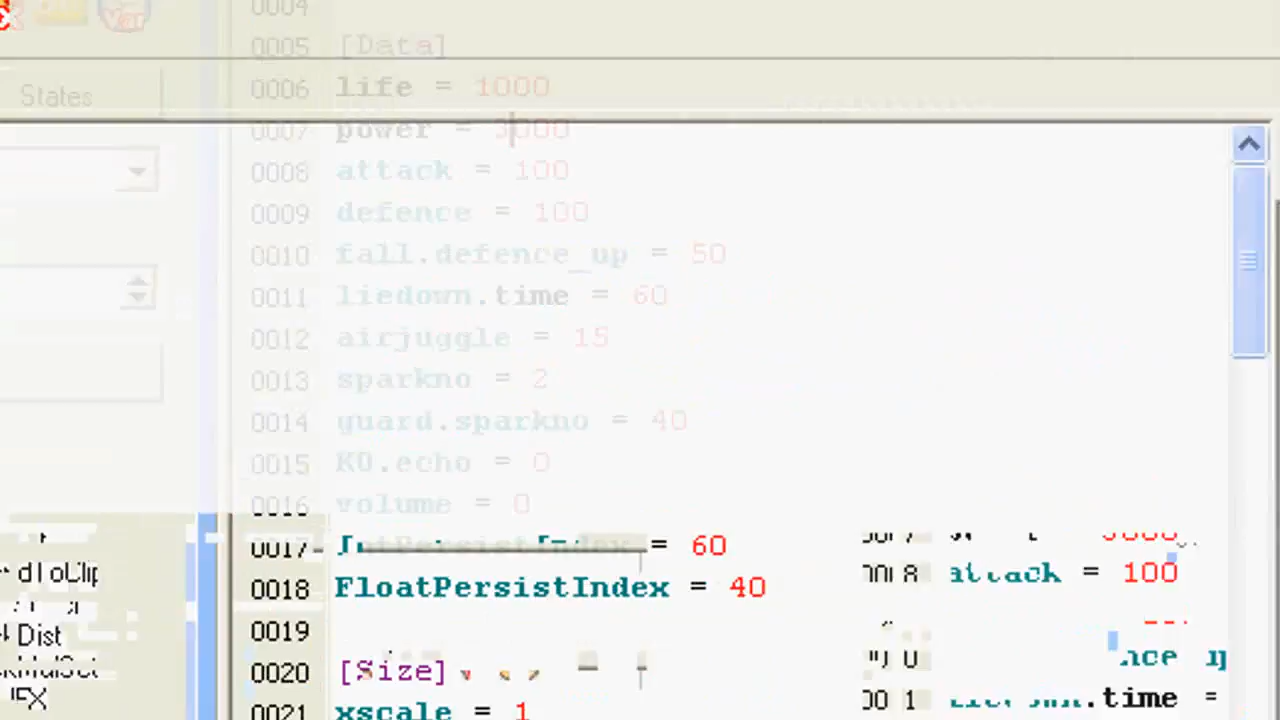 0004
0005 [Data]
States
0006 life = 1000
0007 power = 3000
0008 attack = 100
0009 defence = 100
0010 fall.defence_up = 50
0011 liedown.time = 60
0012 airjuggle = 15
0013 sparkno = 2
0014 guard.sparkno = 40
0015 KO.echo = 0
0016 volume = 0
0017 IntPersistIndex = 60
0018 FloatPersistIndex = 40
attack = 100
0019
Dist
0020 [Size]
.time =
0021 xscale = 1